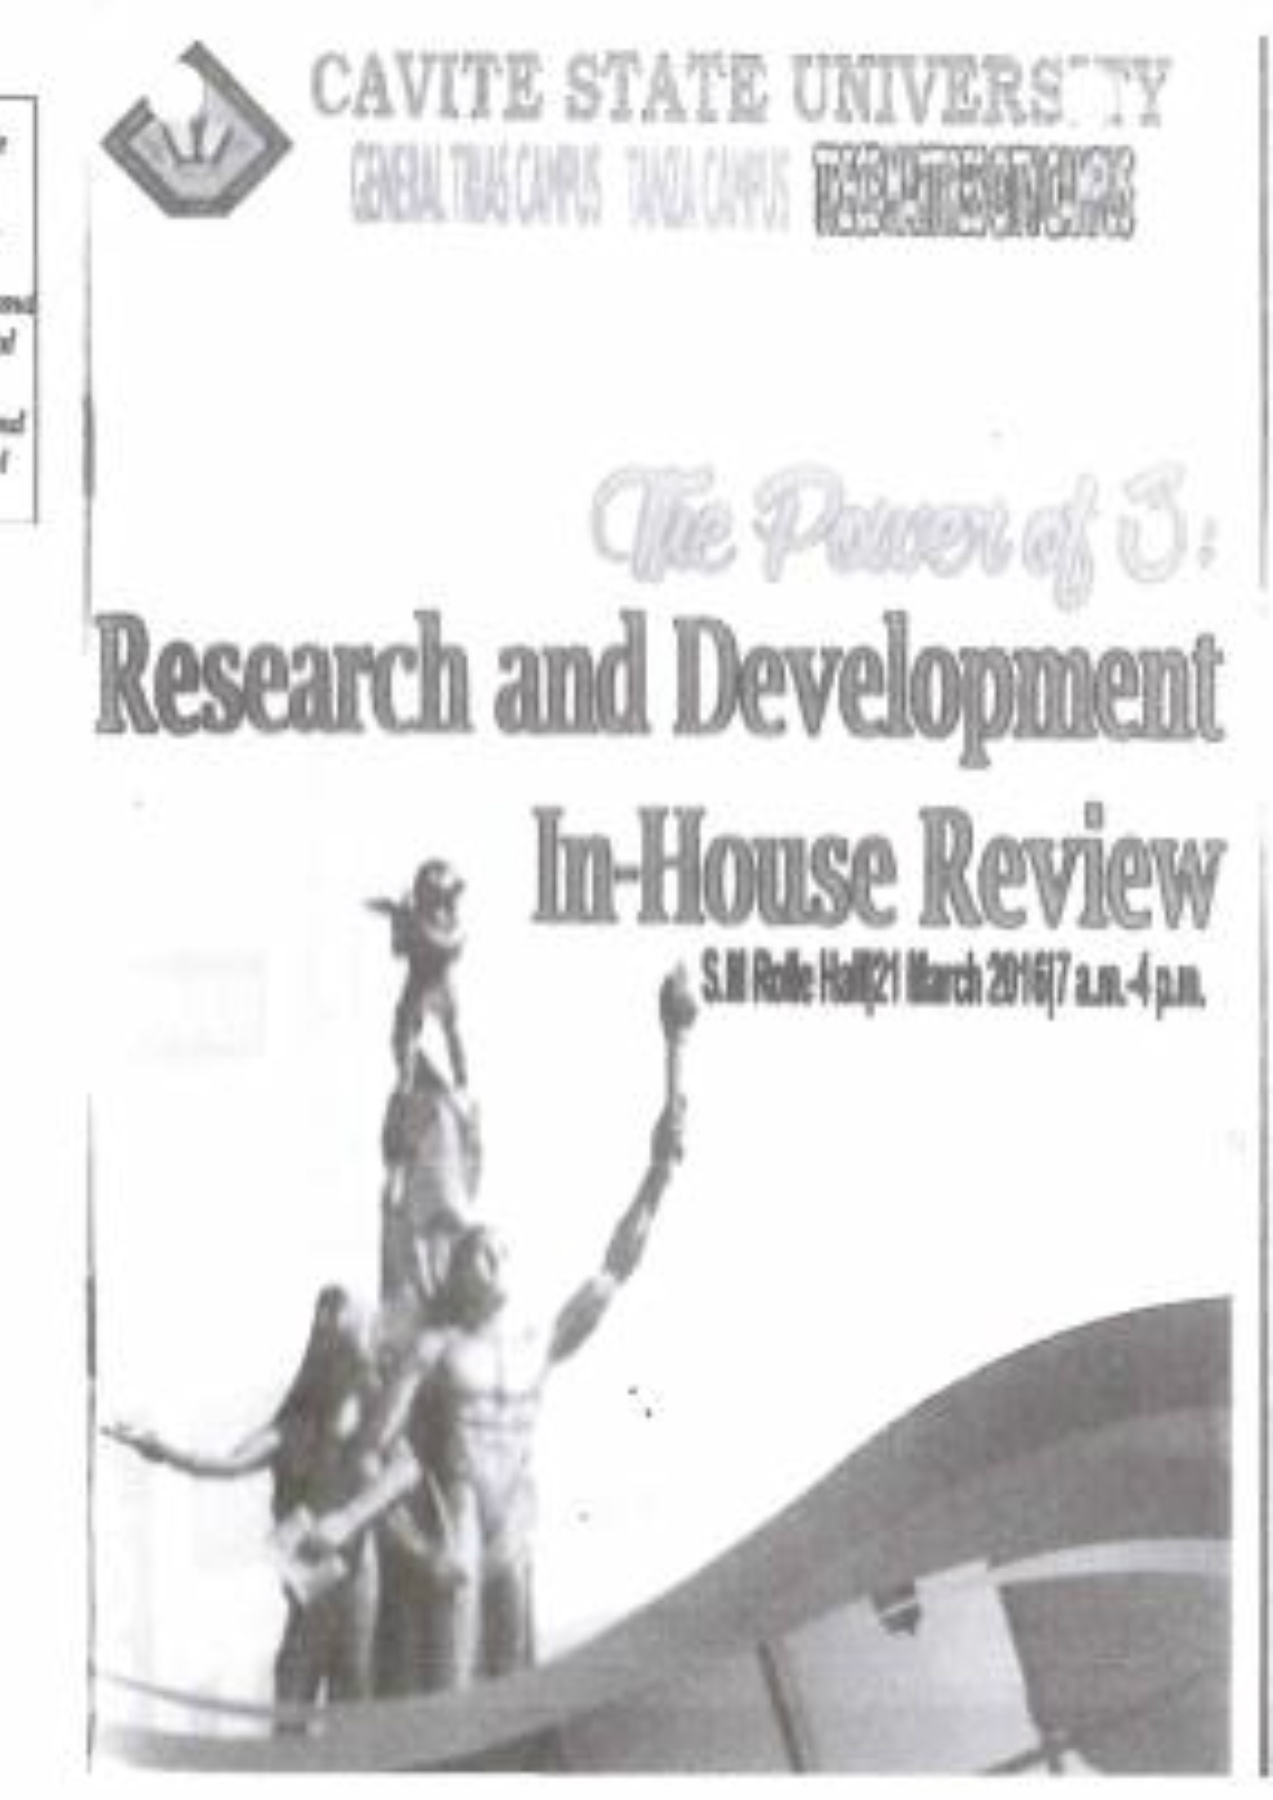 CAVITE STATE UNIVERSITY
GENERAL TRIAS CAMPUS TANZA CAMPUS
The Power of 3:
Research and Development
In-House Review
S.M Rolle Hall|21 March 2016|7 a.m.-4 p.m.
nd